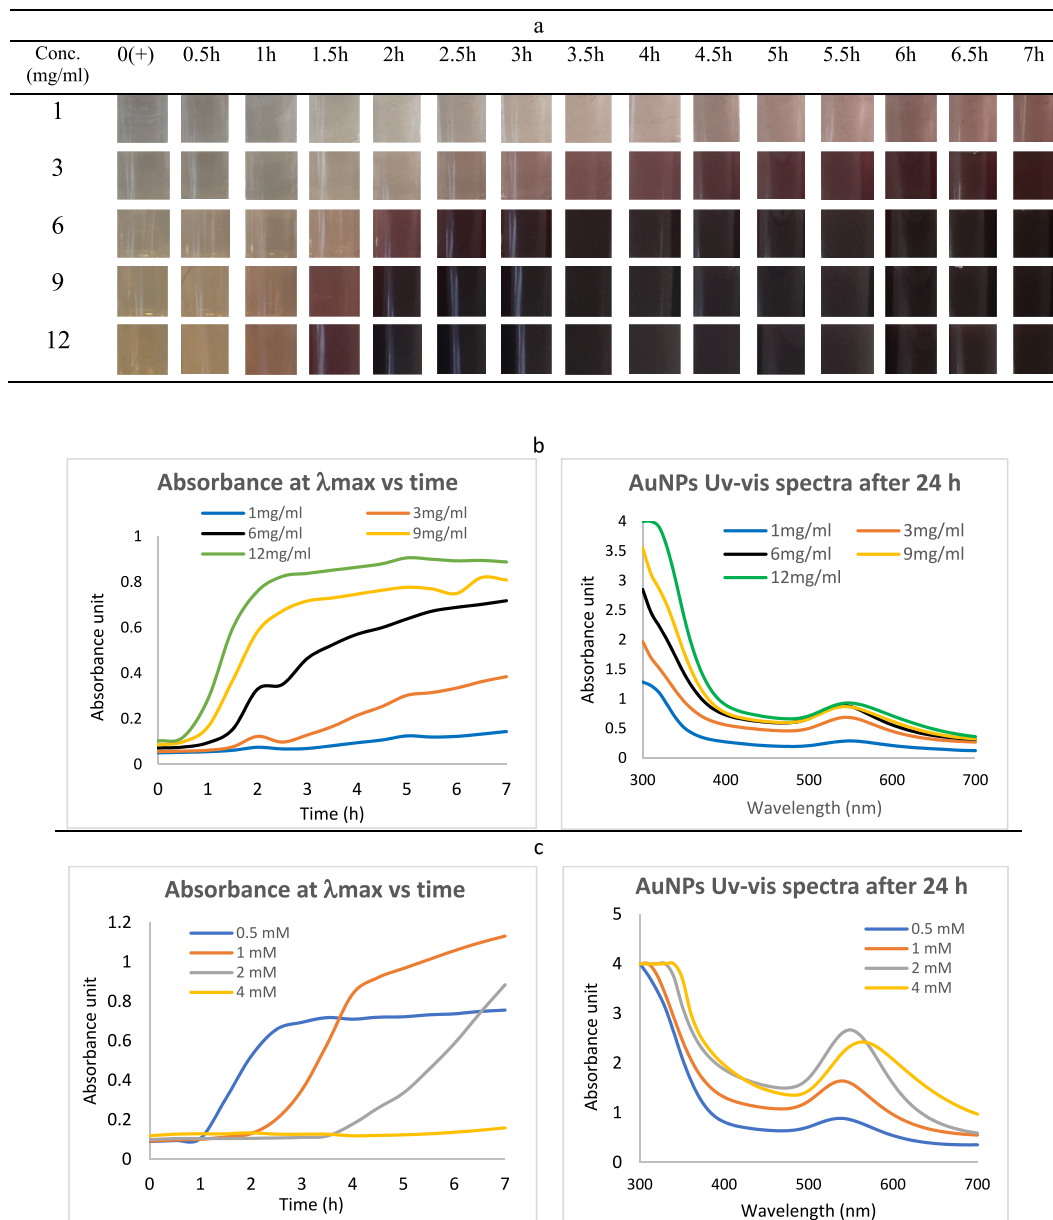 a
Conc. (mg/ml) 0(+) 0.5h 1h 1.5h 2h 2.5h 3h 3.5h 4h 4.5h 5h 5.5h 6h 6.5h 7h
1
3
6
9
12
b
Absorbance at λmax vs time
1mg/ml 3mg/ml
6mg/ml 9mg/ml
12mg/ml
1
0.8
0.6
0.4
0.2
0
Absorbance unit
0 1 2 3 4 5 6 7
Time (h)
AuNPs Uv-vis spectra after 24 h
1mg/ml 3mg/ml
6mg/ml 9mg/ml
12mg/ml
4
3.5
3
2.5
2
1.5
1
0.5
0
Absorbance unit
300 400 500 600 700
Wavelength (nm)
c
Absorbance at λmax vs time
0.5 mM
1 mM
2 mM
4 mM
1.2
1
0.8
0.6
0.4
0.2
0
Absorbance unit
0 1 2 3 4 5 6 7
Time (h)
AuNPs Uv-vis spectra after 24 h
0.5 mM
1 mM
2 mM
4 mM
5
4
3
2
1
0
Absorbance unit
300 400 500 600 700
Wavelength (nm)